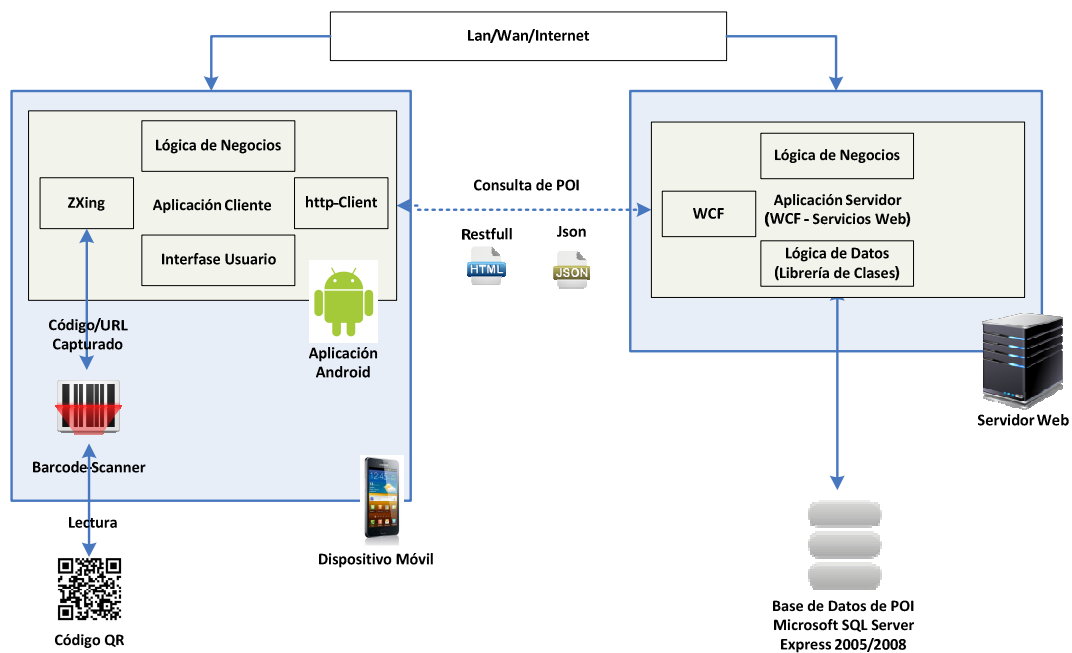 Lan/Wan/Internet
Lógica de Negocios
ZXing
Aplicación Cliente
http-Client
Interfase Usuario
Código/URL
Capturado
Aplicación
Android
Barcode-Scanner
Lectura
Código QR
Dispositivo Móvil
Consulta de POI
Restfull
Json
HTML
JSON
Lógica de Negocios
WCF
Aplicación Servidor
(WCF - Servicios Web)
Lógica de Datos
(Librería de Clases)
Servidor Web
Base de Datos de POI
Microsoft SQL Server
Express 2005/2008